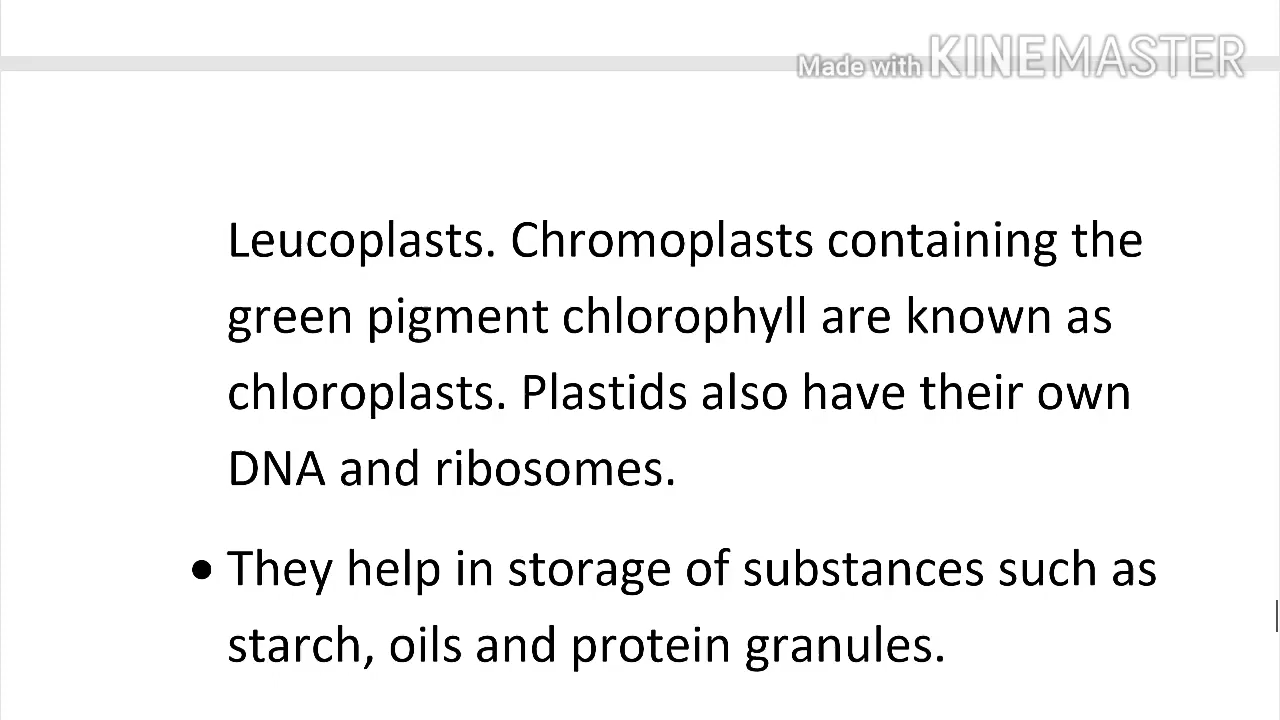 Made with KINEMASTER
Leucoplasts. Chromoplasts containing the
green pigment chlorophyll are known as
chloroplasts. Plastids also have their own
DNA and ribosomes.
• They help in storage of substances such as
starch, oils and protein granules.